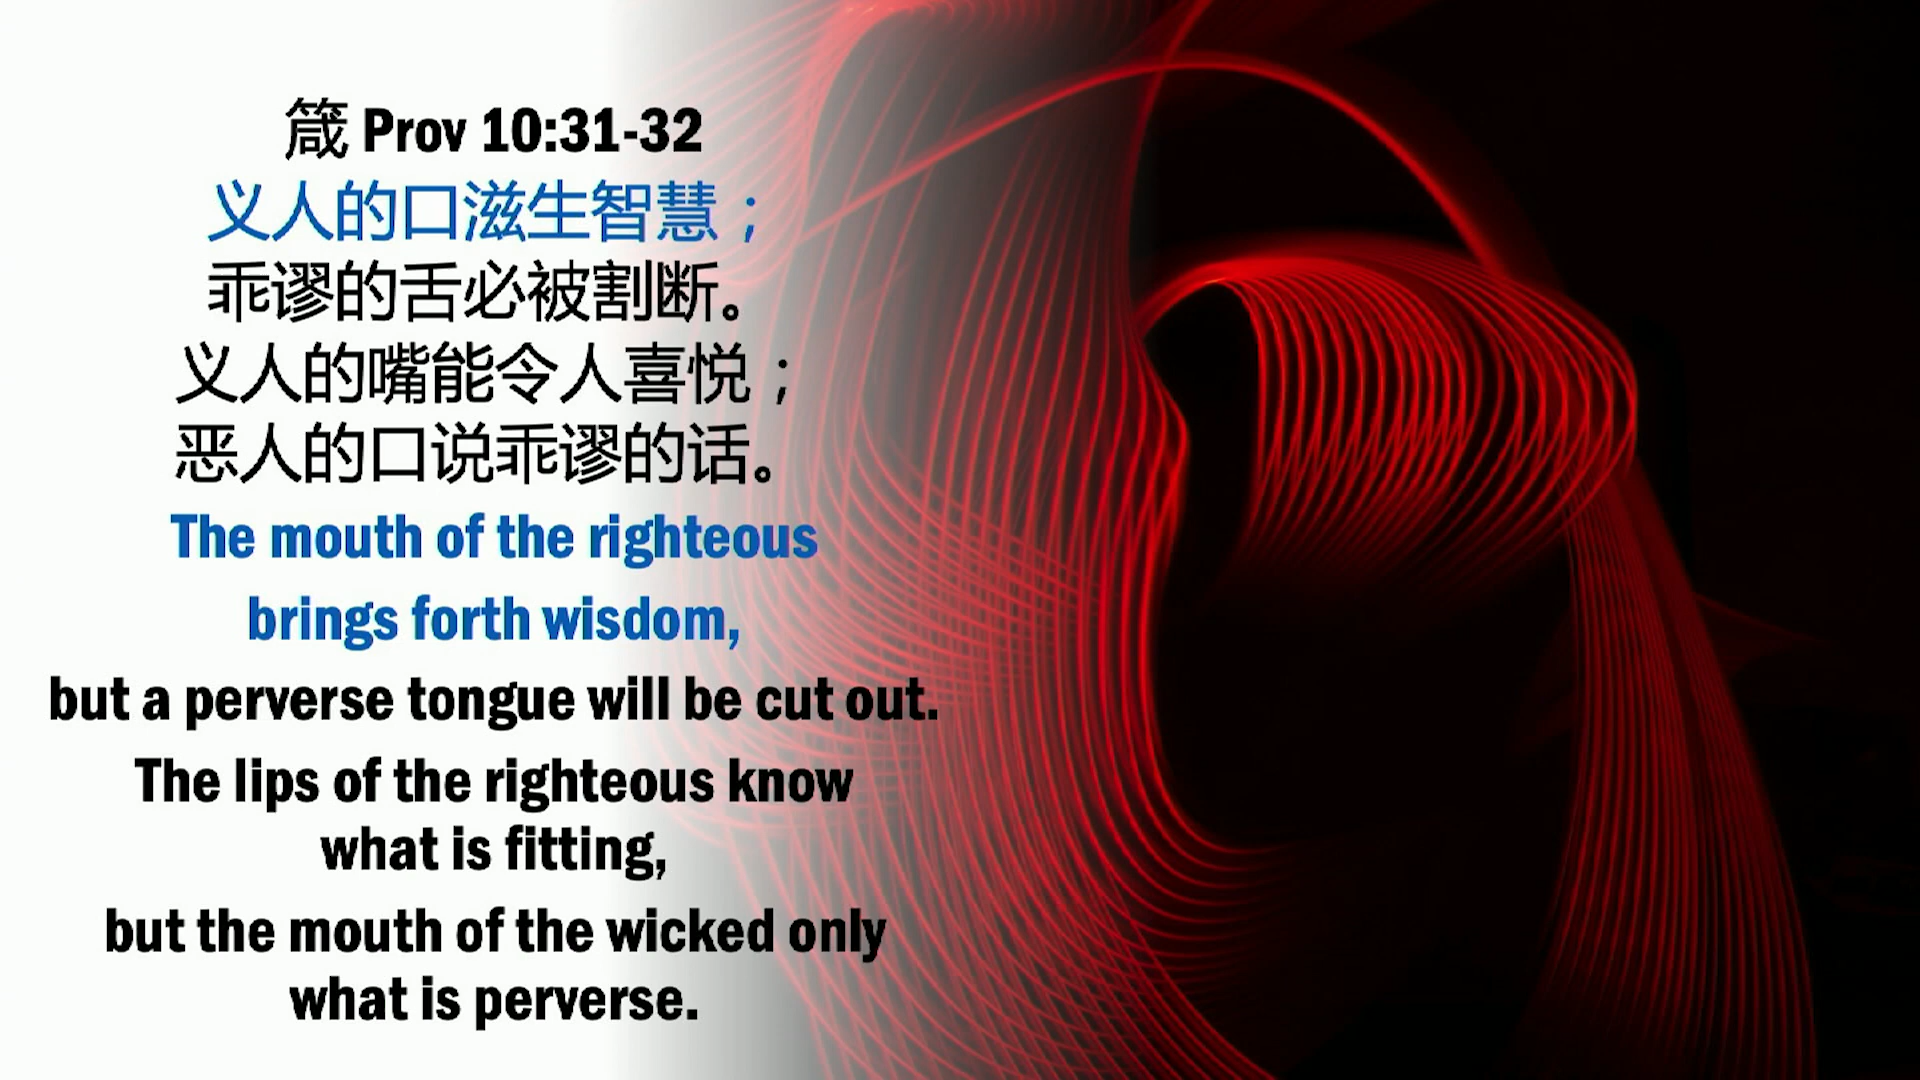 箴 Prov 10:31-32
义人的口滋生智慧；
乖谬的舌必被割断。
义人的嘴能令人喜悦；
恶人的口说乖谬的话。
The mouth of the righteous
brings forth wisdom,
but a perverse tongue will be cut out.
The lips of the righteous know
what is fitting,
but the mouth of the wicked only
what is perverse.